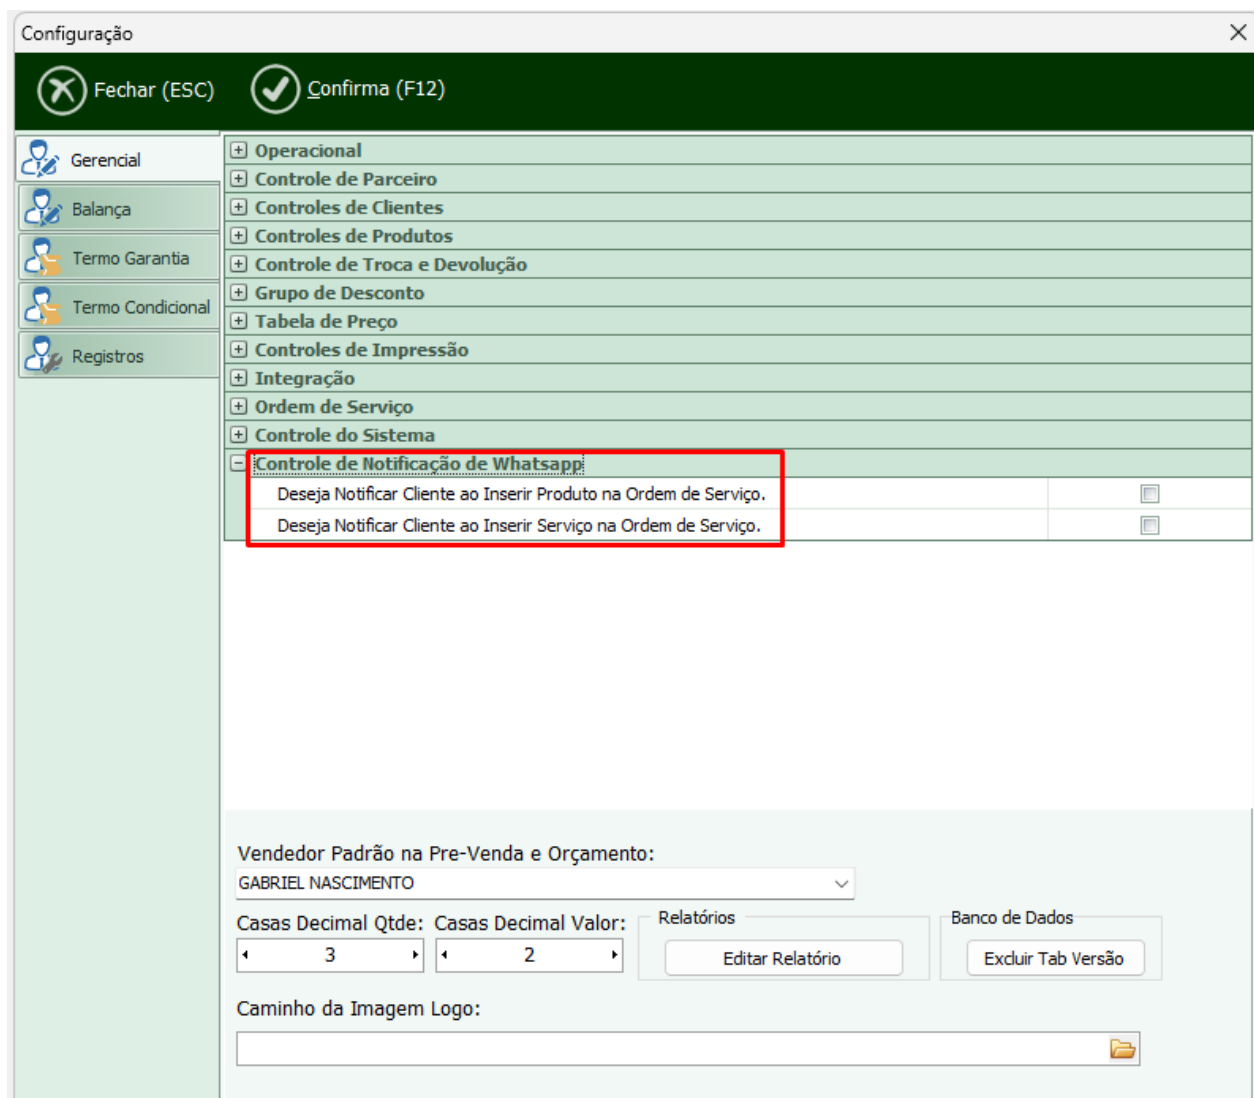 Configuração
Fechar (ESC)
Confirma (F12)
Gerencial
Balança
Termo Garantia
Termo Condicional
Registros
Operacional
Controle de Parceiro
Controles de Clientes
Controles de Produtos
Controle de Troca e Devolução
Grupo de Desconto
Tabela de Preço
Controles de Impressão
Integração
Ordem de Serviço
Controle do Sistema
Controle de Notificação de Whatsapp
Deseja Notificar Cliente ao Inserir Produto na Ordem de Serviço.
Deseja Notificar Cliente ao Inserir Serviço na Ordem de Serviço.
Vendedor Padrão na Pre-Venda e Orçamento:
GABRIEL NASCIMENTO
Casas Decimal Qtde: Casas Decimal Valor:
3 2
Relatórios
Editar Relatório
Banco de Dados
Excluir Tab Versão
Caminho da Imagem Logo: